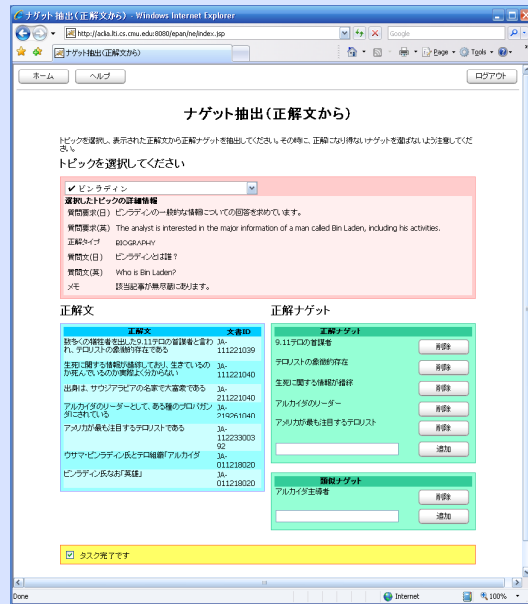 ナゲット抽出(正解文から) - Windows Internet Explorer
http://aclia.lti.cs.cmu.edu:8080/epan/ne/index.jsp
Google
ナゲット抽出(正解文から)
Page
Tools
ホーム
ヘルプ
ログアウト
ナゲット抽出(正解文から)
トピックを選択し、表示された正解文から正解ナゲットを抽出してください。その時に、正解になり得ないナゲットを選ばないよう注意してくだ
さい。
トピックを選択してください
✔ビンラディン
選択したトピックの詳細情報
質問要求(日) ビンラディンの一般的な情報についての回答を求めています。
質問要求(英) The analyst is interested in the major information of a man called Bin Laden, including his activities.
正解タイプ BIOGRAPHY
質問文(日) ビンラディンとは誰?
質問文(英) Who is Bin Laden?
メモ 該当記事が無尽蔵にあります。
正解文
正解文 文書ID
数多くの犠牲者を出した9.11テロの首謀者と言わ JA-
れ、テロリストの象徴的存在である 111221039
生死に関する情報が錯綜しており、生きているの JA-
か死んでいるのか実際よく分からない 111221040
出身は、サウジアラビアの名家で大富豪である JA-
211221040
アルカイダのリーダーとして、ある種のプロパガン JA-
ダにされている 219261040
アメリカが最も注目するテロリストである JA-
112233003
92
ウサマ・ビンラディン氏とテロ組織「アルカイダ JA-
011218020
ビンラディン氏なお「英雄」 JA-
011218020
正解ナゲット
正解ナゲット
9.11テロの首謀者 削除
テロリストの象徴的存在 削除
生死に関する情報が錯綜 削除
アルカイダのリーダー 削除
アメリカが最も注目するテロリスト 削除
追加
類似ナゲット
アルカイダ主導者 削除
追加
タスク完了です
Done
Internet
100%